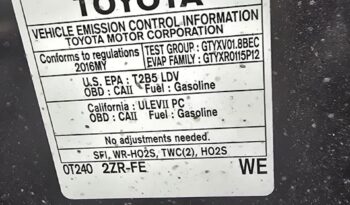 TOYOTA
VEHICLE EMISSION CONTROL INFORMATION
TOYOTA MOTOR CORPORATION
Conforms to regulations
2016MY
TEST GROUP : GTYXV01.8BEC
EVAP FAMILY : GTYXR0115P12
U.S. EPA : T2B5 LDV
OBD : CAII Fuel : Gasoline
California : ULEVII PC
OBD : CAII Fuel : Gasoline
No adjustments needed.
SFI, WR-HO2S, TWC(2), HO2S
0T240 2ZR-FE WE